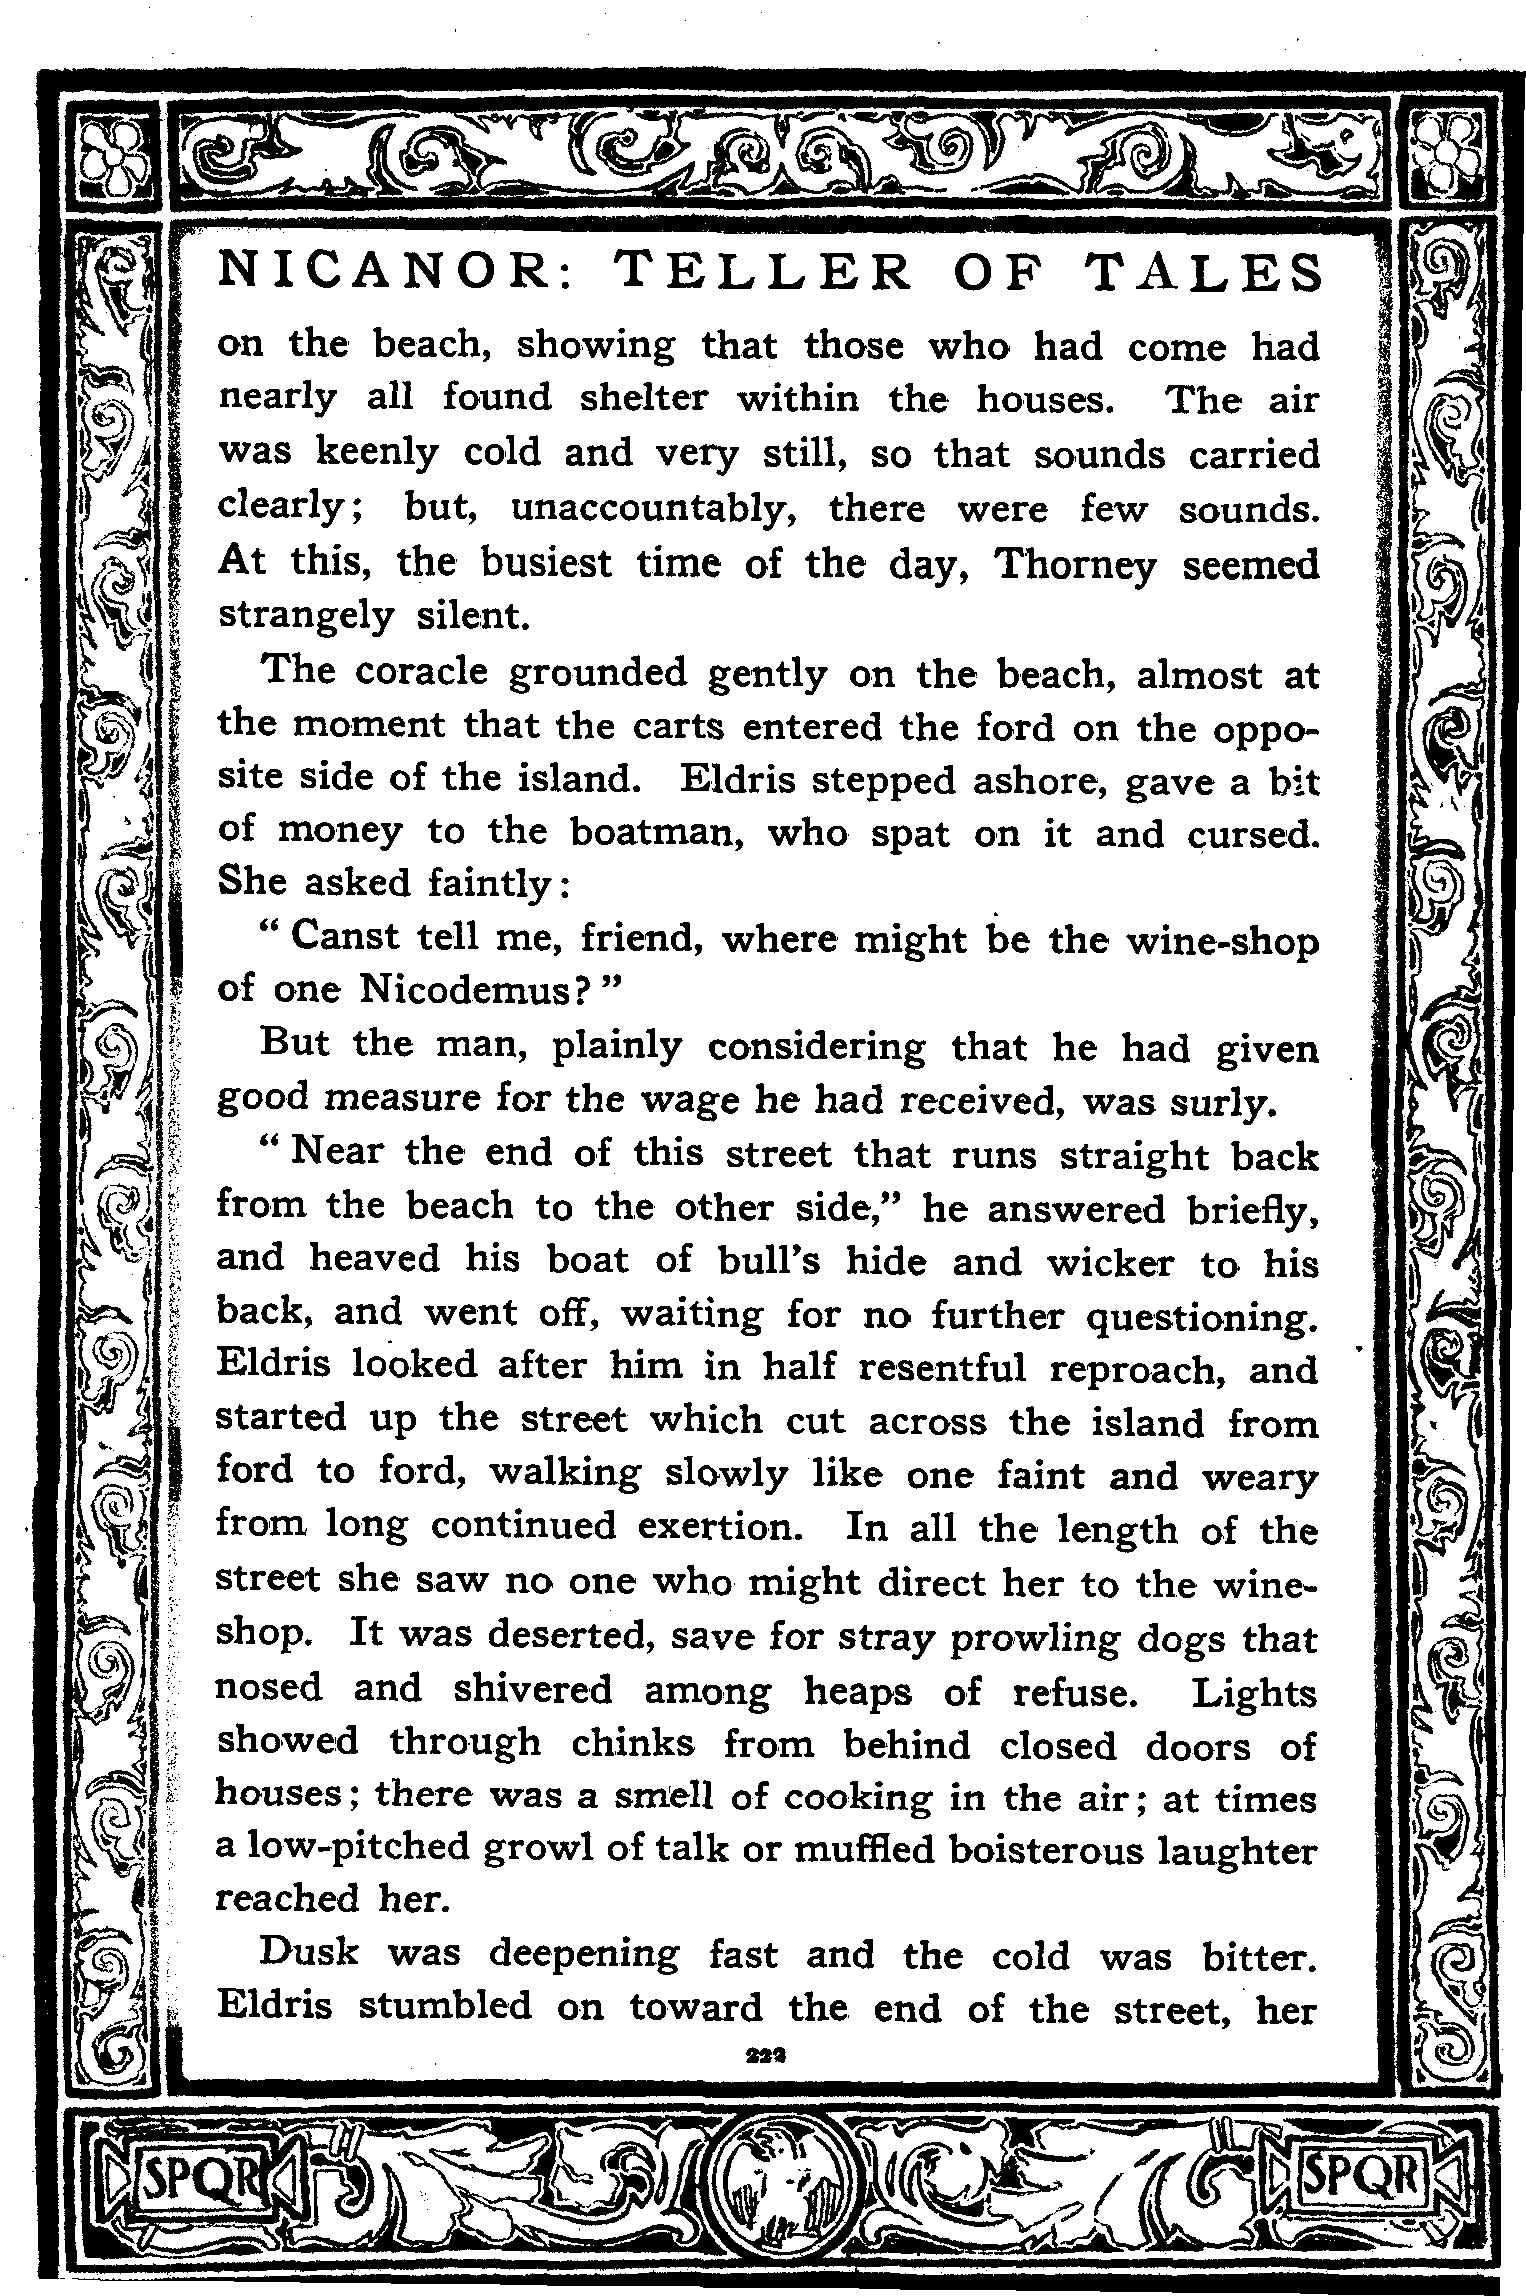 NICANOR: TELLER OF TALES
on the beach, showing that those who had come had
nearly all found shelter within the houses. The air
was keenly cold and very still, so that sounds carried
clearly; but, unaccountably, there were few sounds.
At this, the busiest time of the day, Thorney seemed
strangely silent.
The coracle grounded gently on the beach, almost at
the moment that the carts entered the ford on the oppo-
site side of the island. Eldris stepped ashore, gave a bit
of money to the boatman, who spat on it and cursed.
She asked faintly:
“Canst tell me, friend, where might be the wine-shop
of one Nicodemus?”
But the man, plainly considering that he had given
good measure for the wage he had received, was surly.
“Near the end of this street that runs straight back
from the beach to the other side,” he answered briefly,
and heaved his boat of bull's hide and wicker to his
back, and went off, waiting for no further questioning.
Eldris looked after him in half resentful reproach, and
started up the street which cut across the island from
ford to ford, walking slowly like one faint and weary
from long continued exertion. In all the length of the
street she saw no one who might direct her to the wine-
shop. It was deserted, save for stray prowling dogs that
nosed and shivered among heaps of refuse. Lights
showed through chinks from behind closed doors of
houses; there was a smell of cooking in the air; at times
a low-pitched growl of talk or muffled boisterous laughter
reached her.
Dusk was deepening fast and the cold was bitter.
Eldris stumbled on toward the end of the street, her
222
SPQR SPQR